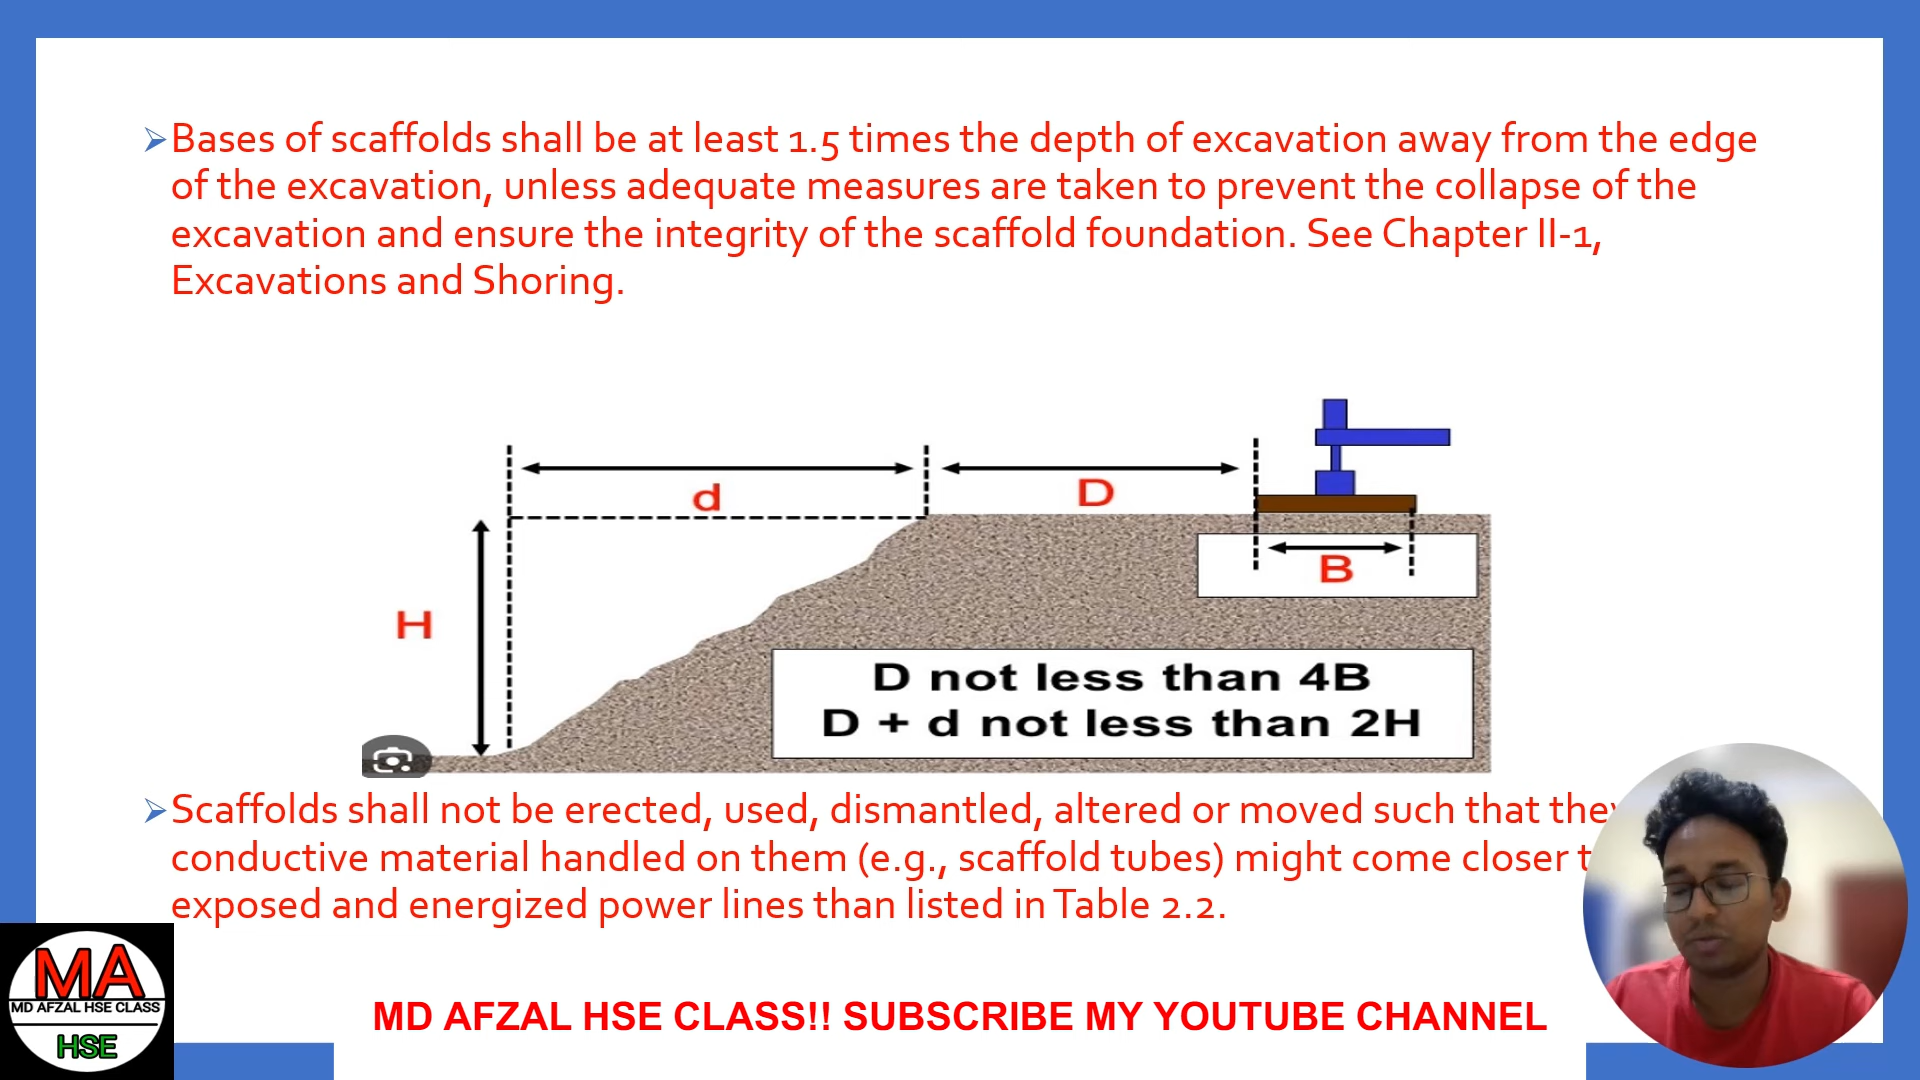 Bases of scaffolds shall be at least 1.5 times the depth of excavation away from the edge
of the excavation, unless adequate measures are taken to prevent the collapse of the
excavation and ensure the integrity of the scaffold foundation. See Chapter II-1,
Excavations and Shoring.
d
D
B
H
D not less than 4B
D + d not less than 2H
Scaffolds shall not be erected, used, dismantled, altered or moved such that they
conductive material handled on them (e.g., scaffold tubes) might come closer
exposed and energized power lines than listed in Table 2.2.
MA
MD AFZAL HSE CLASS
HSE
MD AFZAL HSE CLASS!! SUBSCRIBE MY YOUTUBE CHANNEL